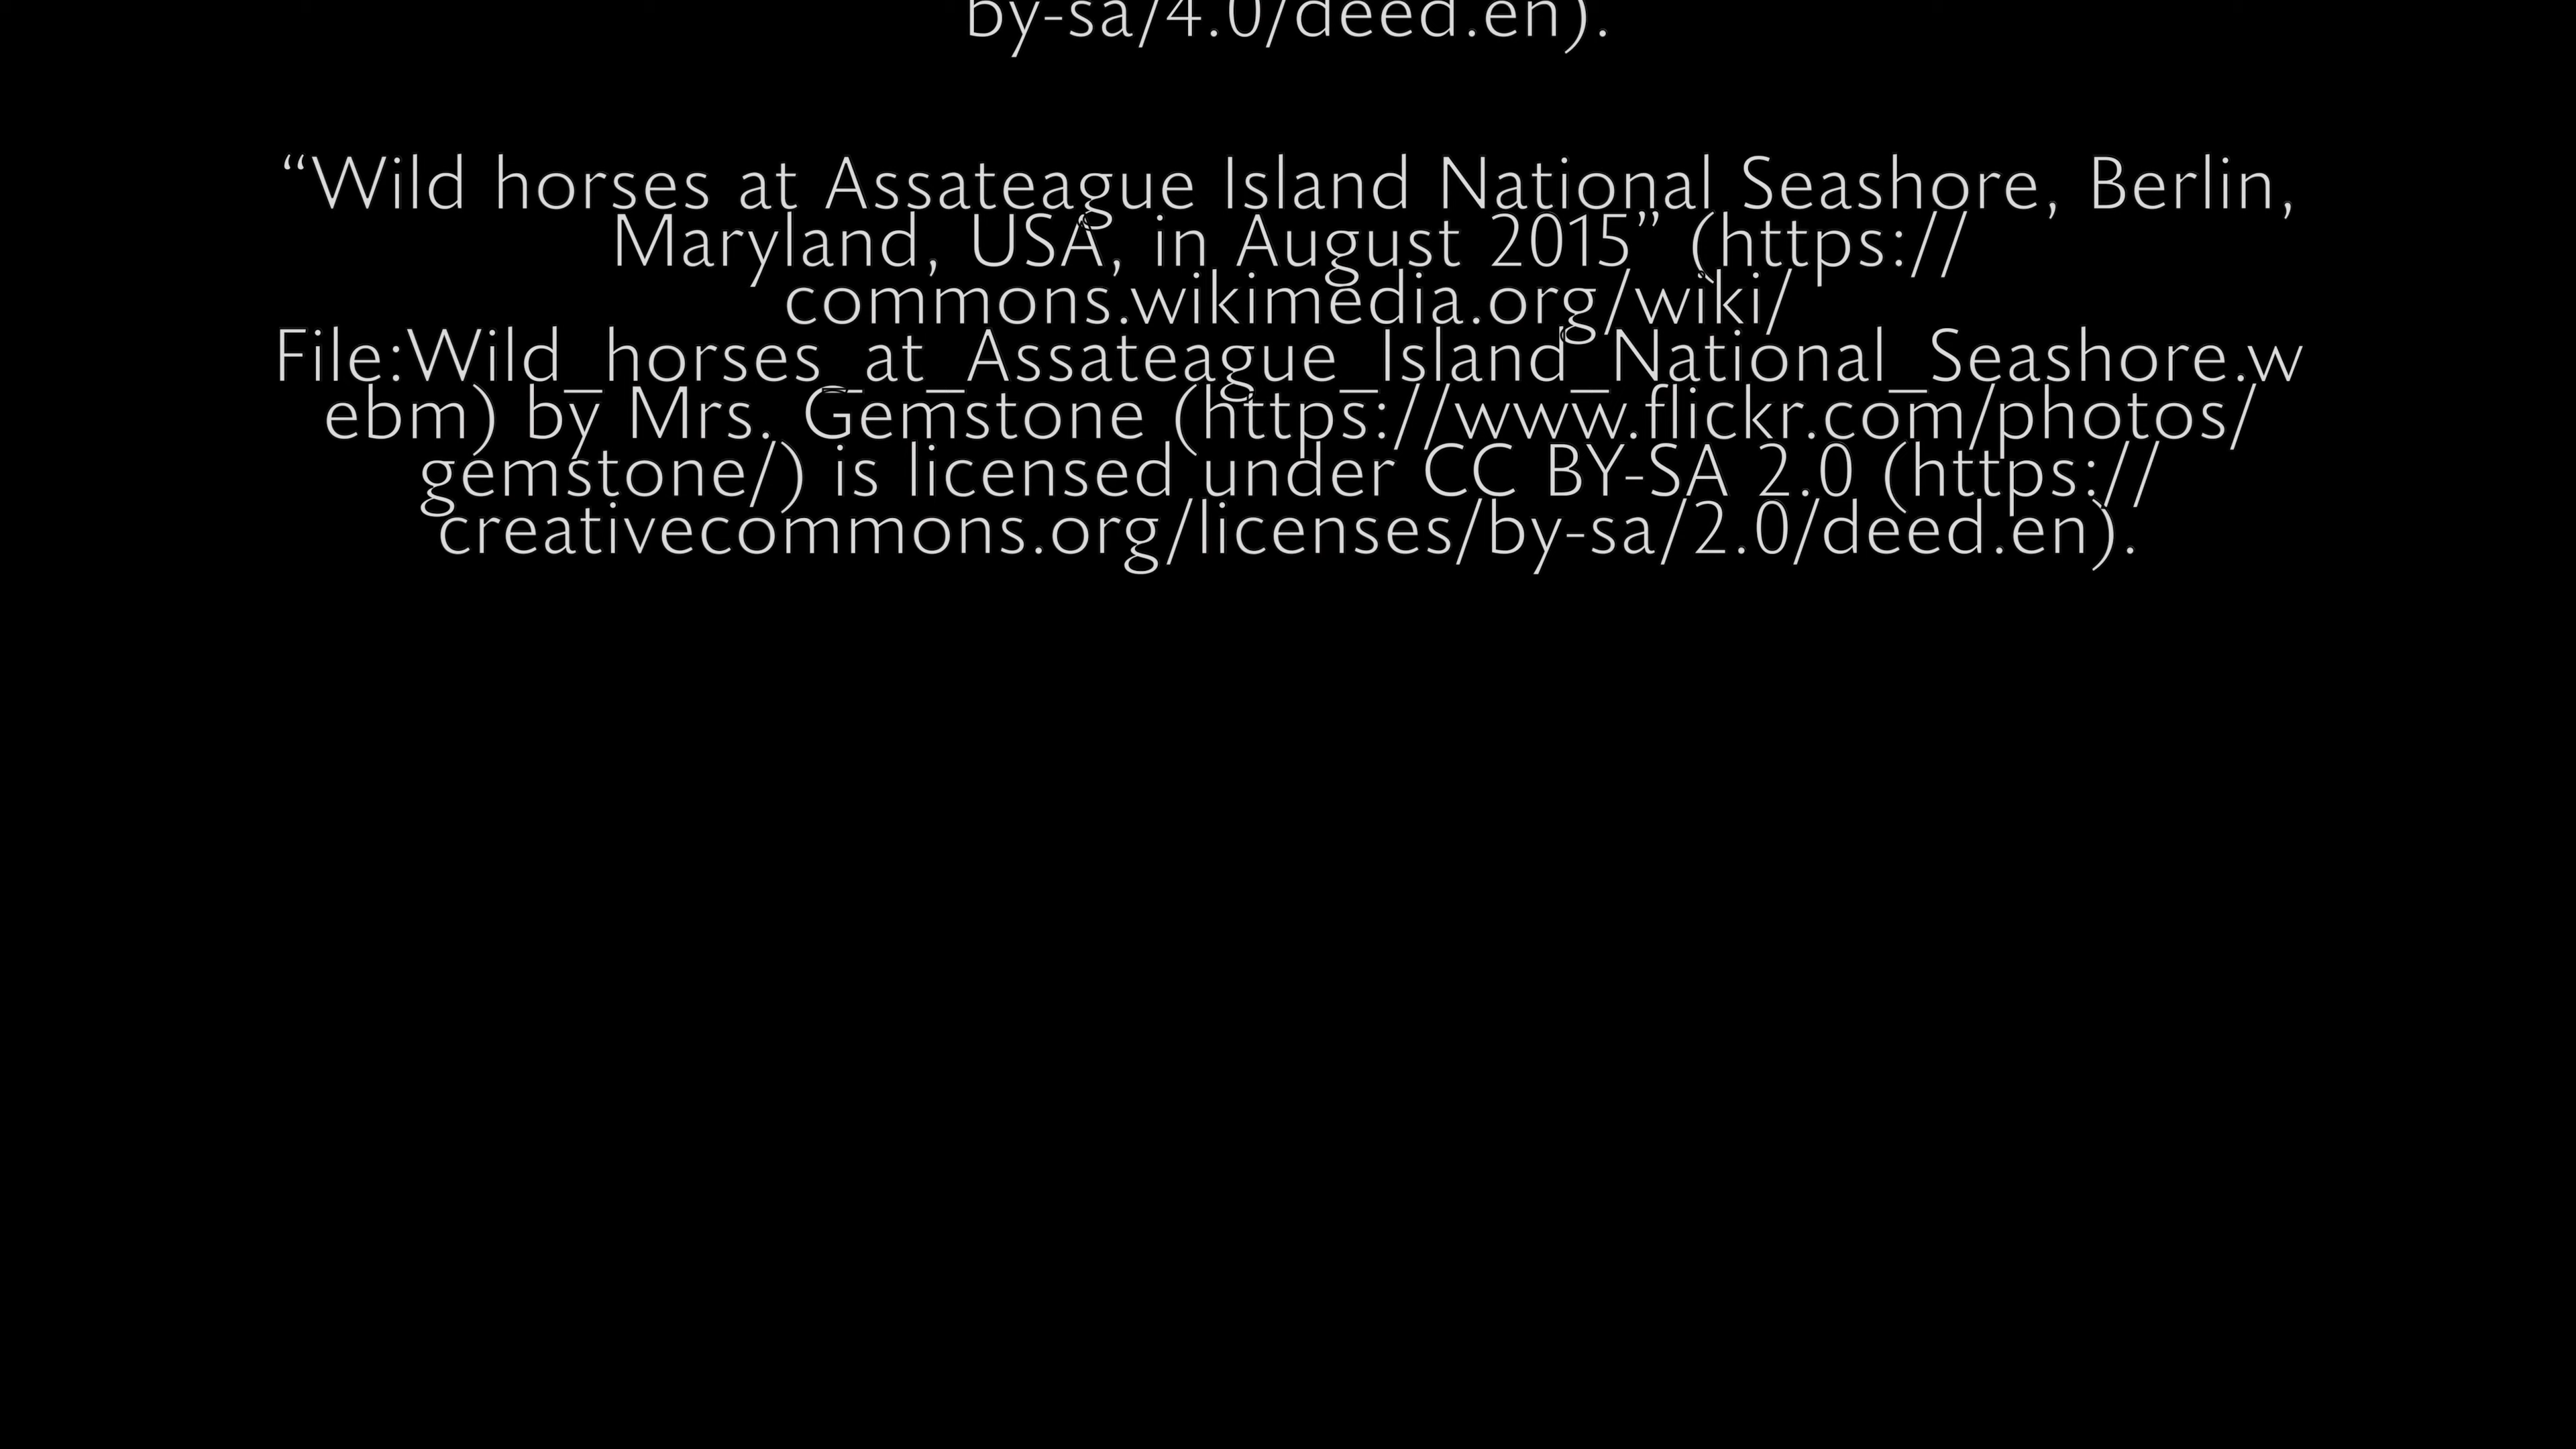 by-sa/4.0/deed.en).
“Wild horses at Assateague Island National Seashore, Berlin,
Maryland, USA, in August 2015” (https://
commons.wikimedia.org/wiki/
File:Wild_horses_at_Assateague_Island_National_Seashore.w
ebm) by Mrs. Gemstone (https://www.flickr.com/photos/
gemstone/) is licensed under CC BY-SA 2.0 (https://
creativecommons.org/licenses/by-sa/2.0/deed.en).